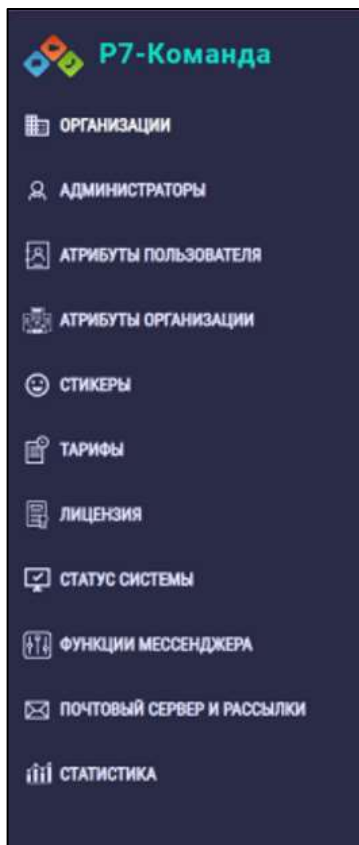 Р7-Команда
ОРГАНИЗАЦИИ
АДМИНИСТРАТОРЫ
АТРИБУТЫ ПОЛЬЗОВАТЕЛЯ
АТРИБУТЫ ОРГАНИЗАЦИИ
СТИКЕРЫ
ТАРИФЫ
ЛИЦЕНЗИЯ
СТАТУС СИСТЕМЫ
ФУНКЦИИ МЕССЕНДЖЕРА
ПОЧТОВЫЙ СЕРВЕР И РАССЫЛКИ
СТАТИСТИКА